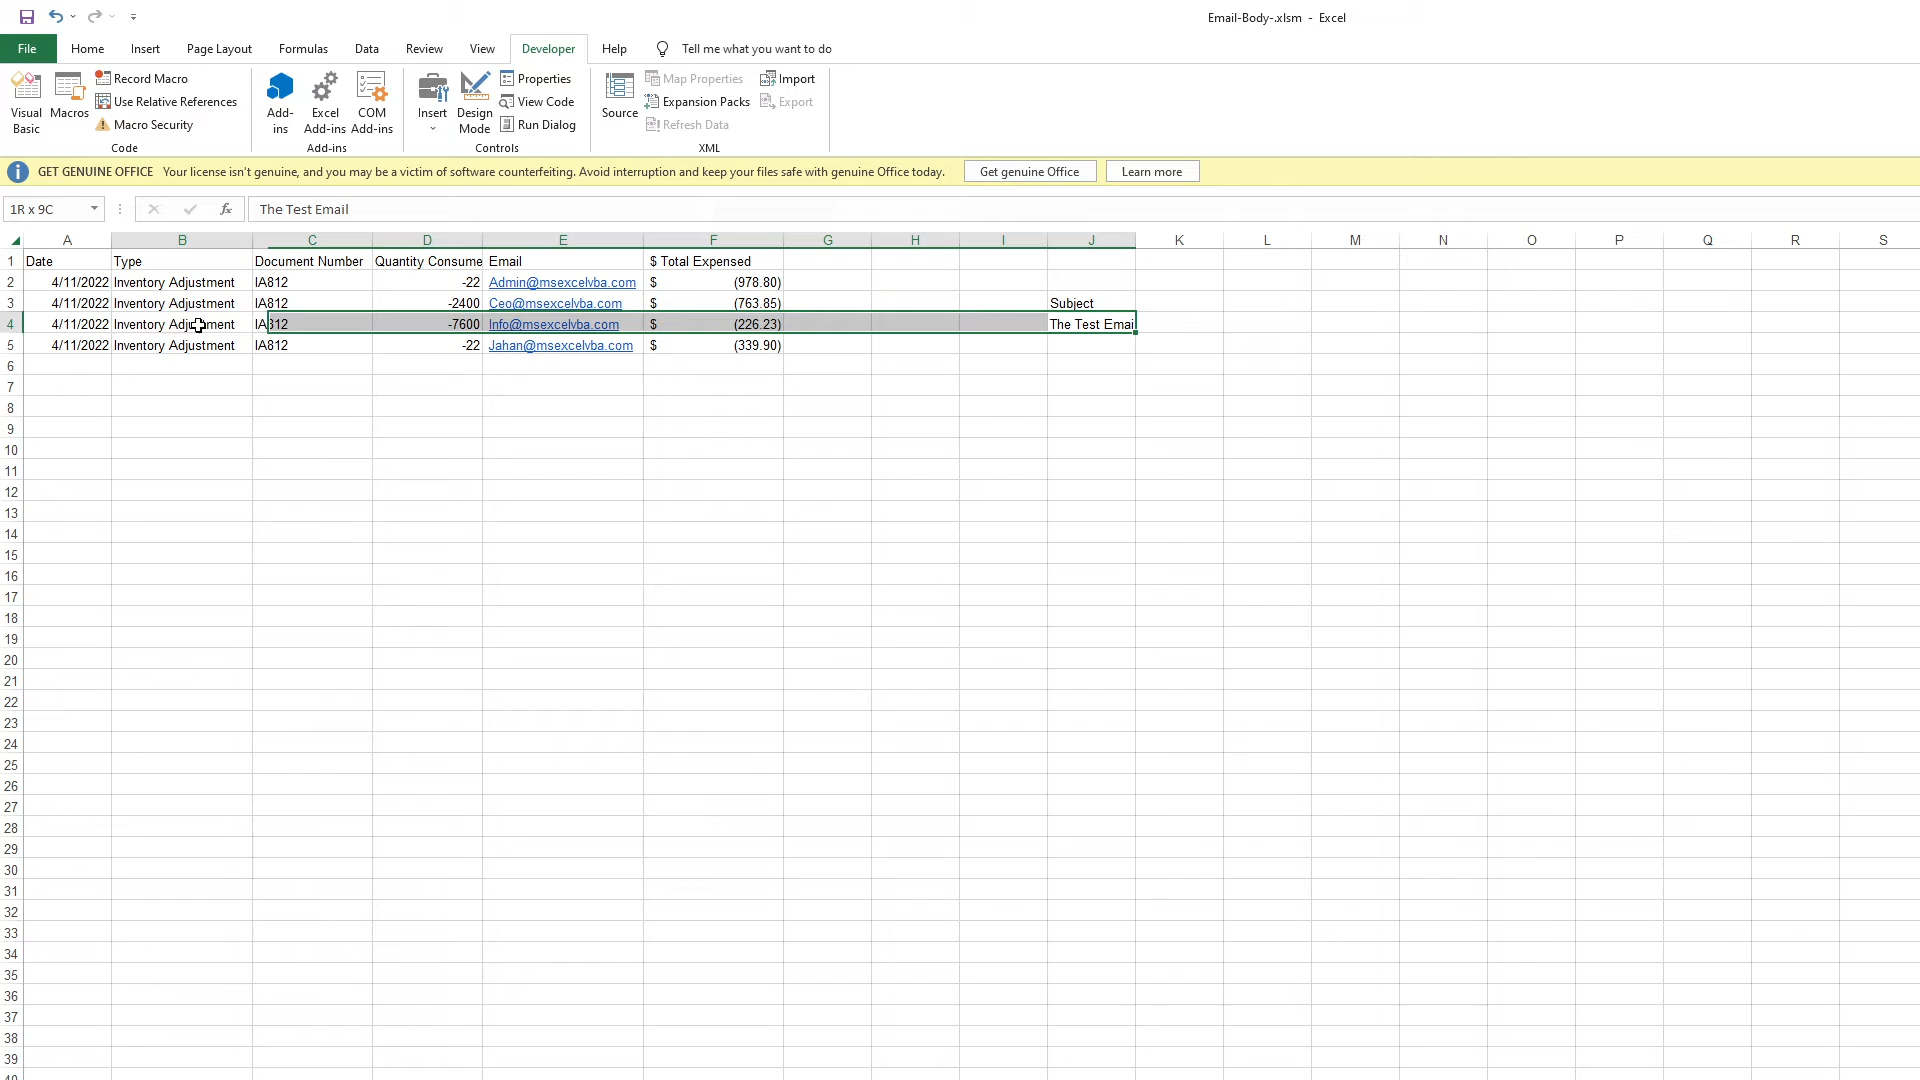 Email-Body-.xlsm - Excel
File Home Insert Page Layout Formulas Data Review View Developer Help Tell me what you want to do
Visual Basic
Macros
Record Macro
Use Relative References
Macro Security
Code
Add-ins
Excel Add-ins
COM Add-ins
Add-ins
Insert
Design Mode
Properties
View Code
Run Dialog
Controls
Source
Map Properties
Expansion Packs
Refresh Data
Import
Export
XML
GET GENUINE OFFICE Your license isn't genuine, and you may be a victim of software counterfeiting. Avoid interruption and keep your files safe with genuine Office today. Get genuine Office Learn more
1R x 9C fx The Test Email
A B C D E F G H I J K L M N O P Q R S
1 Date Type Document Number Quantity Consume Email $ Total Expensed
2 4/11/2022 Inventory Adjustment IA812 -22 Admin@msexcelvba.com $ (978.80)
3 4/11/2022 Inventory Adjustment IA812 -2400 Ceo@msexcelvba.com $ (763.85) Subject
4 4/11/2022 Inventory Adjustment IA812 -7600 Info@msexcelvba.com $ (226.23) The Test Emai
5 4/11/2022 Inventory Adjustment IA812 -22 Jahan@msexcelvba.com $ (339.90)
6
7
8
9
10
11
12
13
14
15
16
17
18
19
20
21
22
23
24
25
26
27
28
29
30
31
32
33
34
35
36
37
38
39
40